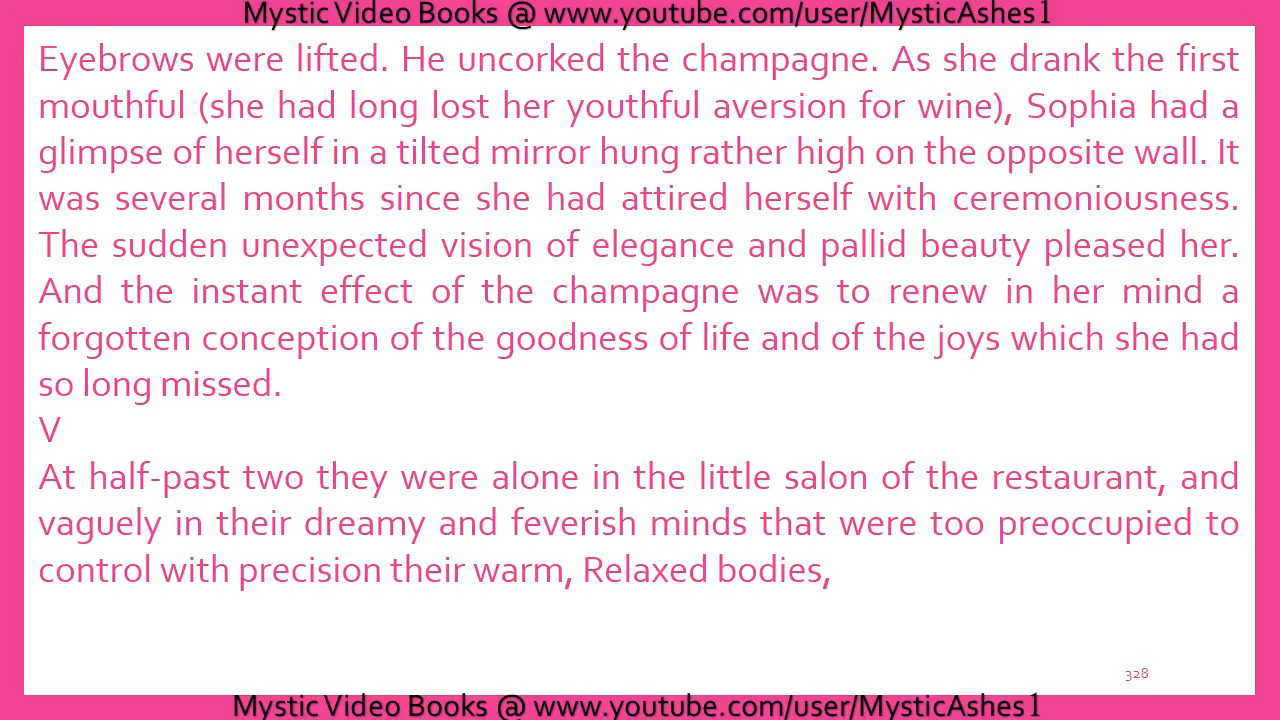 Mystic Video Books @ www.youtube.com/user/MysticAshes1
Eyebrows were lifted. He uncorked the champagne. As she drank the first
mouthful (she had long lost her youthful aversion for wine), Sophia had a
glimpse of herself in a tilted mirror hung rather high on the opposite wall. It
was several months since she had attired herself with ceremoniousness.
The sudden unexpected vision of elegance and pallid beauty pleased her.
And the instant effect of the champagne was to renew in her mind a
forgotten conception of the goodness of life and of the joys which she had
so long missed.
V
At half-past two they were alone in the little salon of the restaurant, and
vaguely in their dreamy and feverish minds that were too preoccupied to
control with precision their warm, Relaxed bodies,
328
Mystic Video Books @ www.youtube.com/user/MysticAshes1